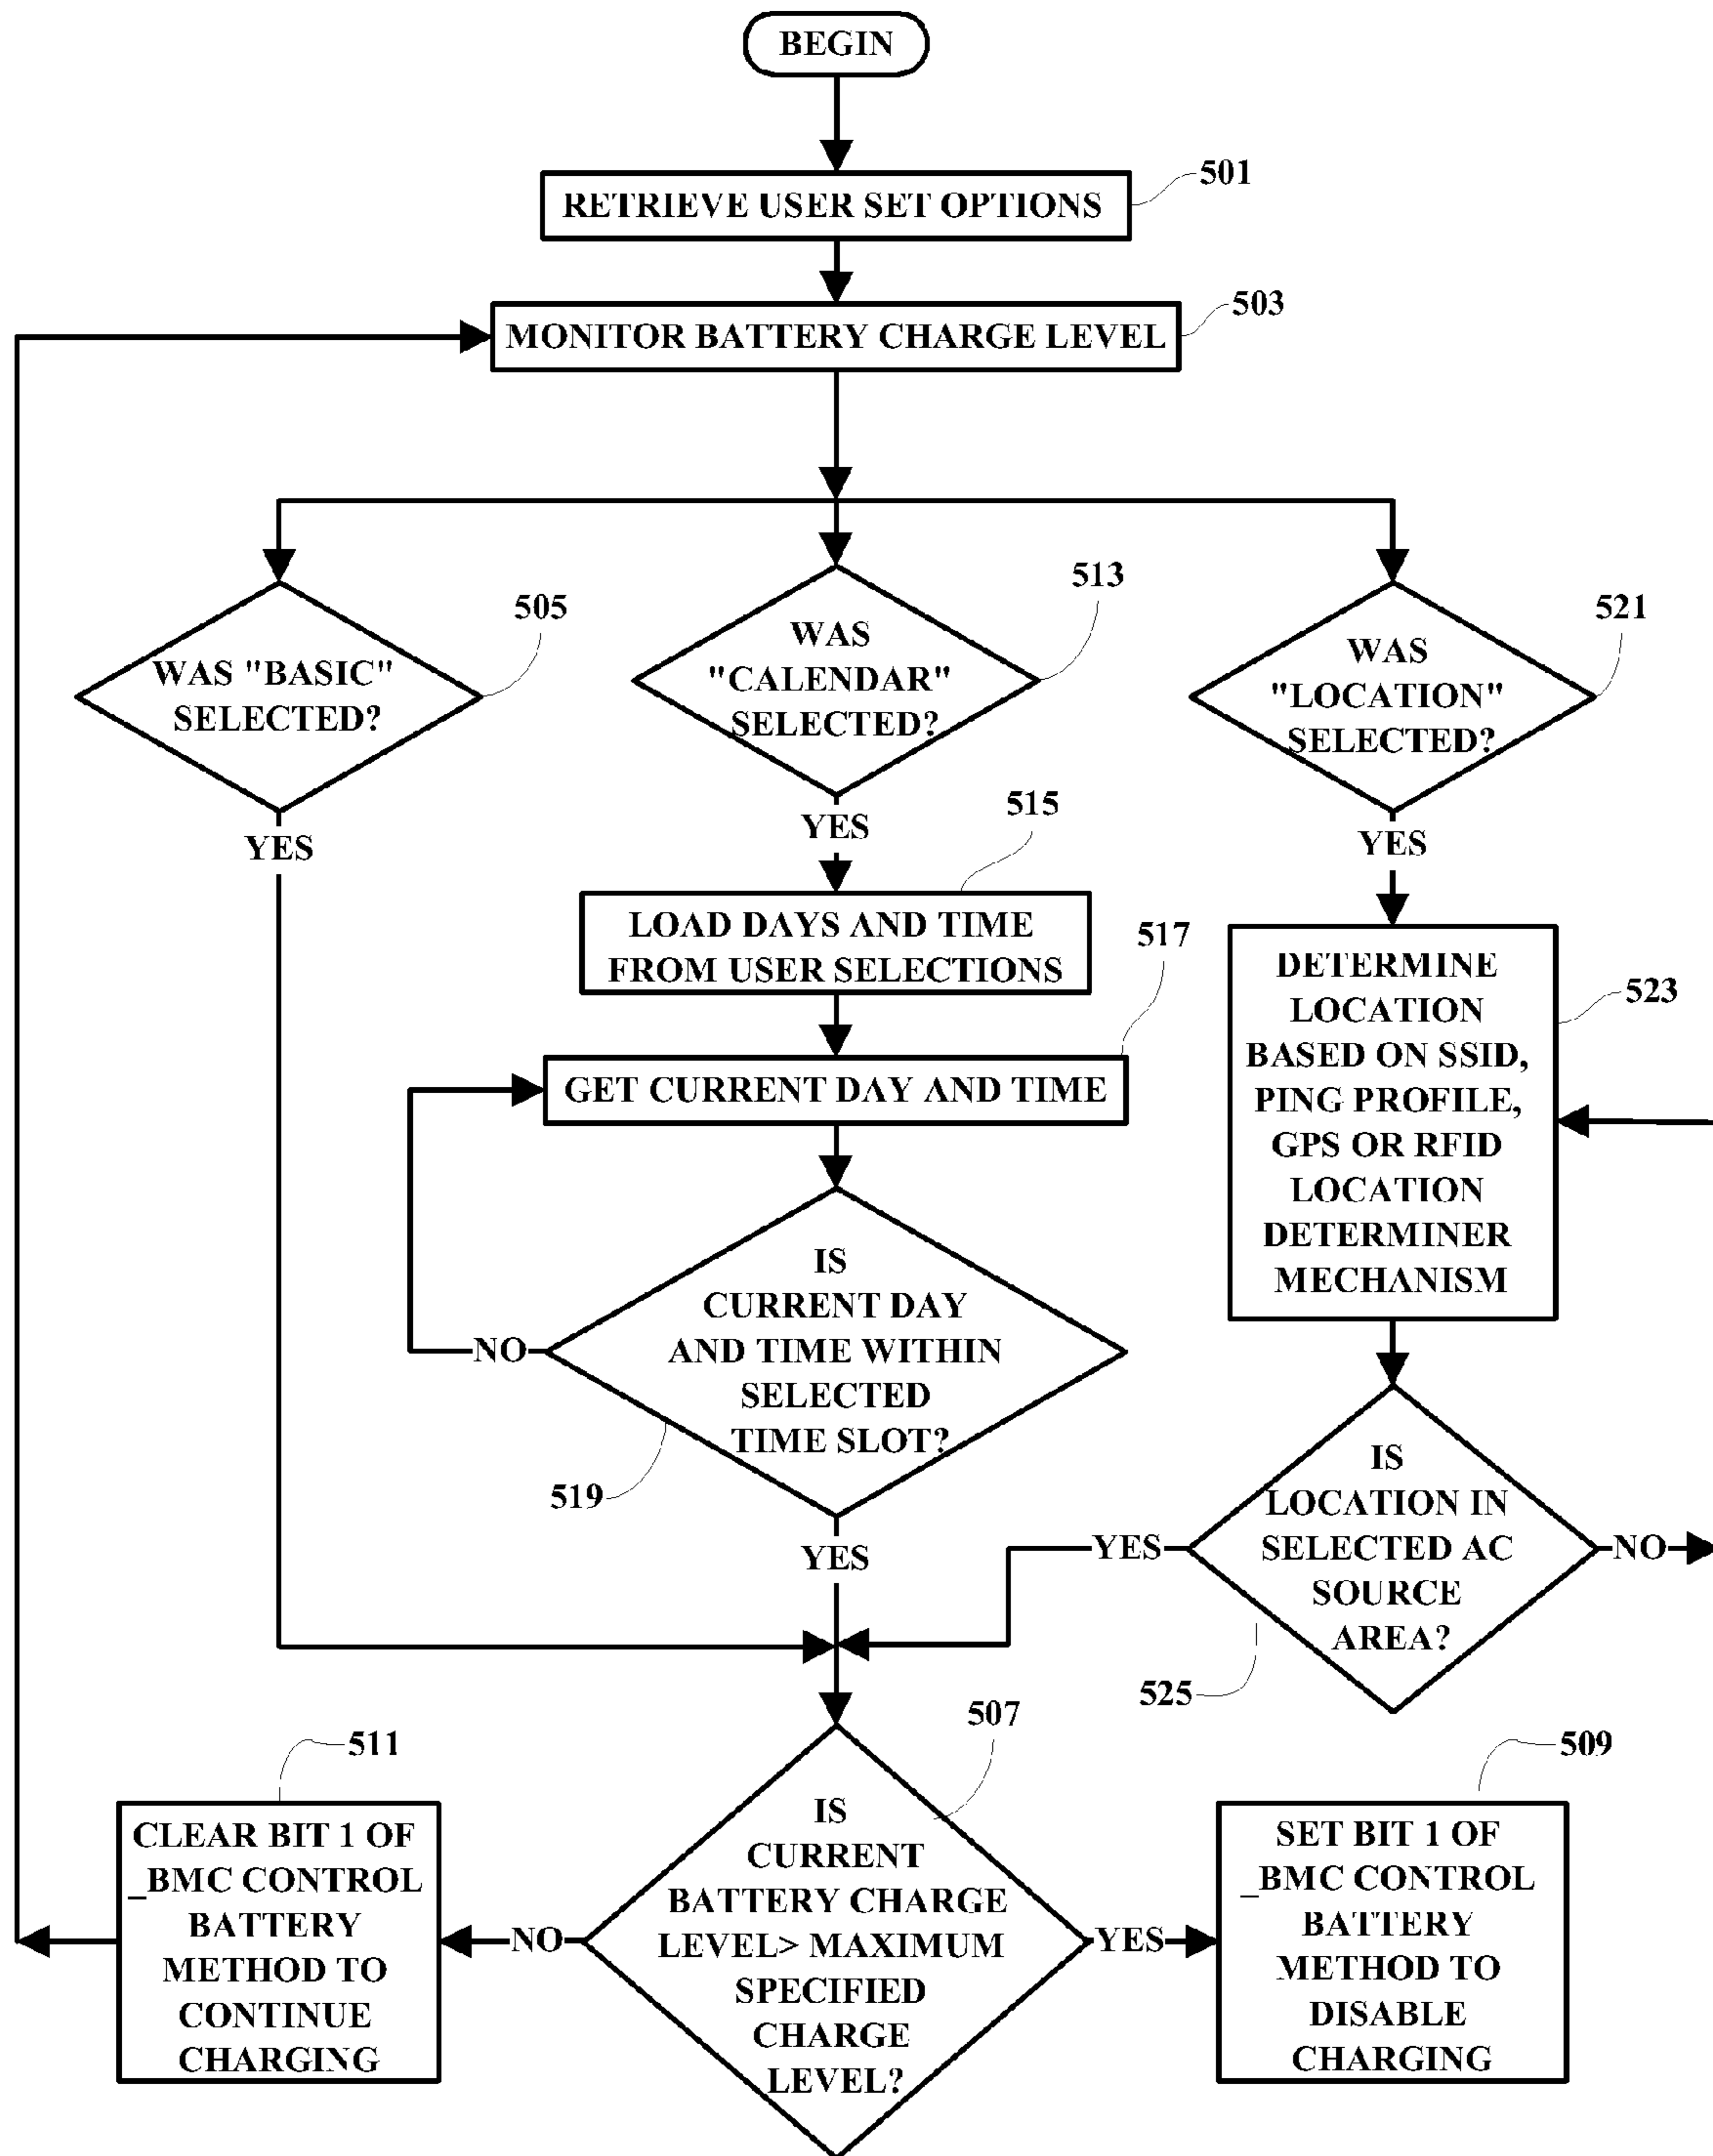 BEGIN
501
RETRIEVE USER SET OPTIONS
503
MONITOR BATTERY CHARGE LEVEL
505
WAS "BASIC"
SELECTED?
YES
513
WAS
"CALENDAR"
SELECTED?
YES
521
WAS
"LOCATION"
SELECTED?
YES
515
LOAD DAYS AND TIME
FROM USER SELECTIONS
517
GET CURRENT DAY AND TIME
523
DETERMINE
LOCATION
BASED ON SSID,
PING PROFILE,
GPS OR RFID
LOCATION
DETERMINER
MECHANISM
IS
CURRENT DAY
AND TIME WITHIN
SELECTED
TIME SLOT?
NO
519
YES
IS
LOCATION IN
SELECTED AC
SOURCE
AREA?
YES
NO
525
507
IS
CURRENT
BATTERY CHARGE
LEVEL> MAXIMUM
SPECIFIED
CHARGE
LEVEL?
NO
YES
511
CLEAR BIT 1 OF
_BMC CONTROL
BATTERY
METHOD TO
CONTINUE
CHARGING
509
SET BIT 1 OF
_BMC CONTROL
BATTERY
METHOD TO
DISABLE
CHARGING